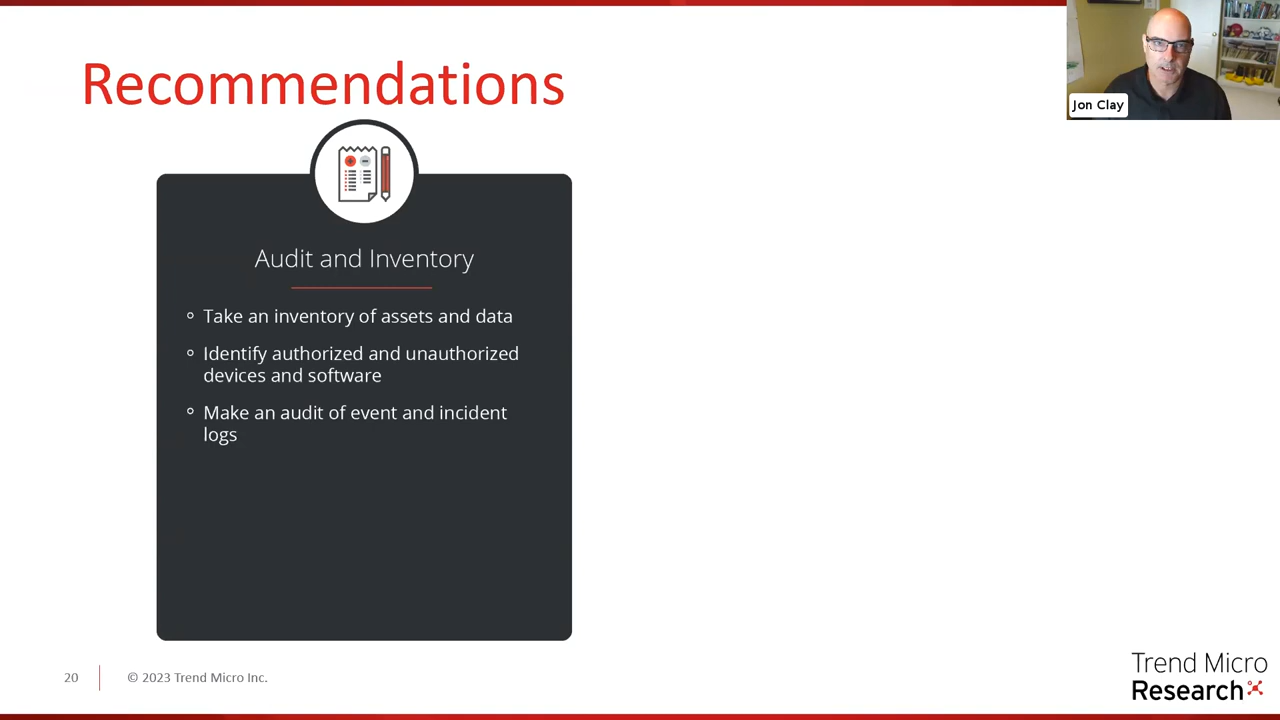 Recommendations
Jon Clay
Audit and Inventory
Take an inventory of assets and data
Identify authorized and unauthorized
devices and software
Make an audit of event and incident
logs
20
© 2023 Trend Micro Inc.
Trend Micro
Research